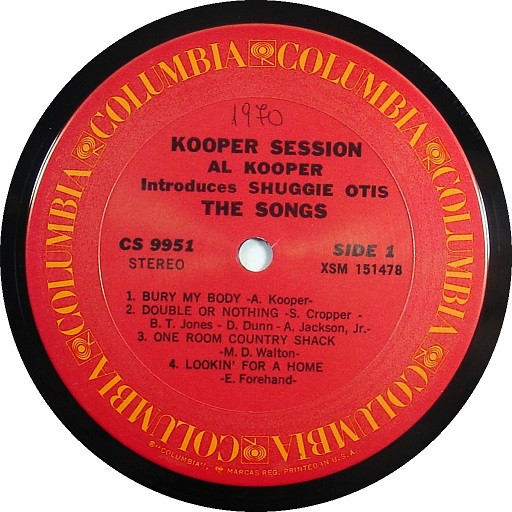 COLUMBIA COLUMBIA COLUMBIA COLUMBIA COLUMBIA COLUMBIA
1970
KOOPER SESSION
AL KOOPER
Introduces SHUGGIE OTIS
THE SONGS
CS 9951
STEREO
SIDE 1
XSM 151478
1. BURY MY BODY -A. Kooper-
2. DOUBLE OR NOTHING -S. Cropper -
B. T. Jones - D. Dunn - A. Jackson, Jr.-
3. ONE ROOM COUNTRY SHACK
-M. D. Walton-
4. LOOKIN' FOR A HOME
-E. Forehand-
® "COLUMBIA", MARCAS REG. PRINTED IN U.S.A.